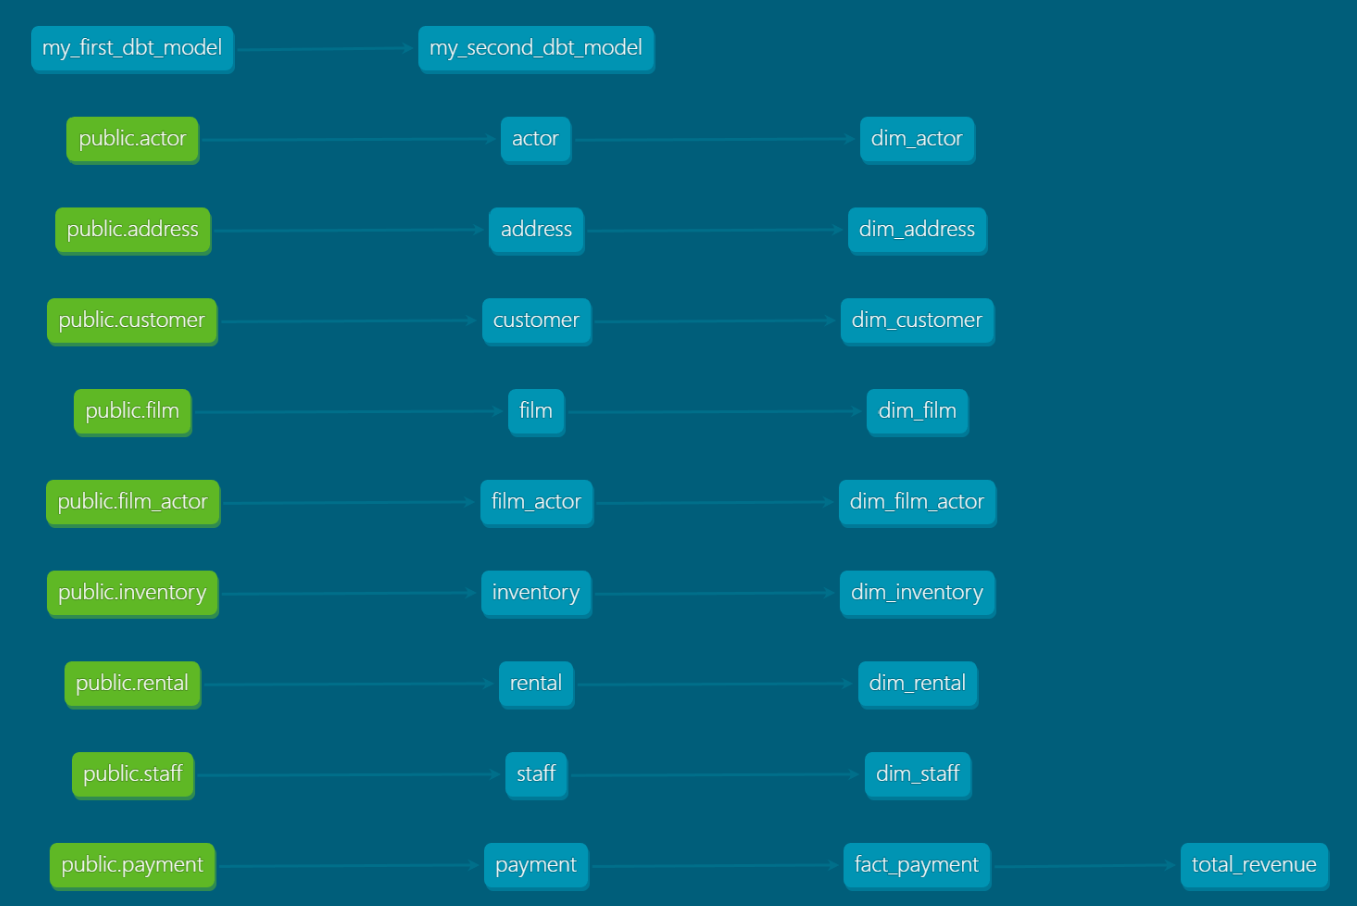 my_first_dbt_model my_second_dbt_model
public.actor actor dim_actor
public.address address dim_address
public.customer customer dim_customer
public.film film dim_film
public.film_actor film_actor dim_film_actor
public.inventory inventory dim_inventory
public.rental rental dim_rental
public.staff staff dim_staff
public.payment payment fact_payment total_revenue